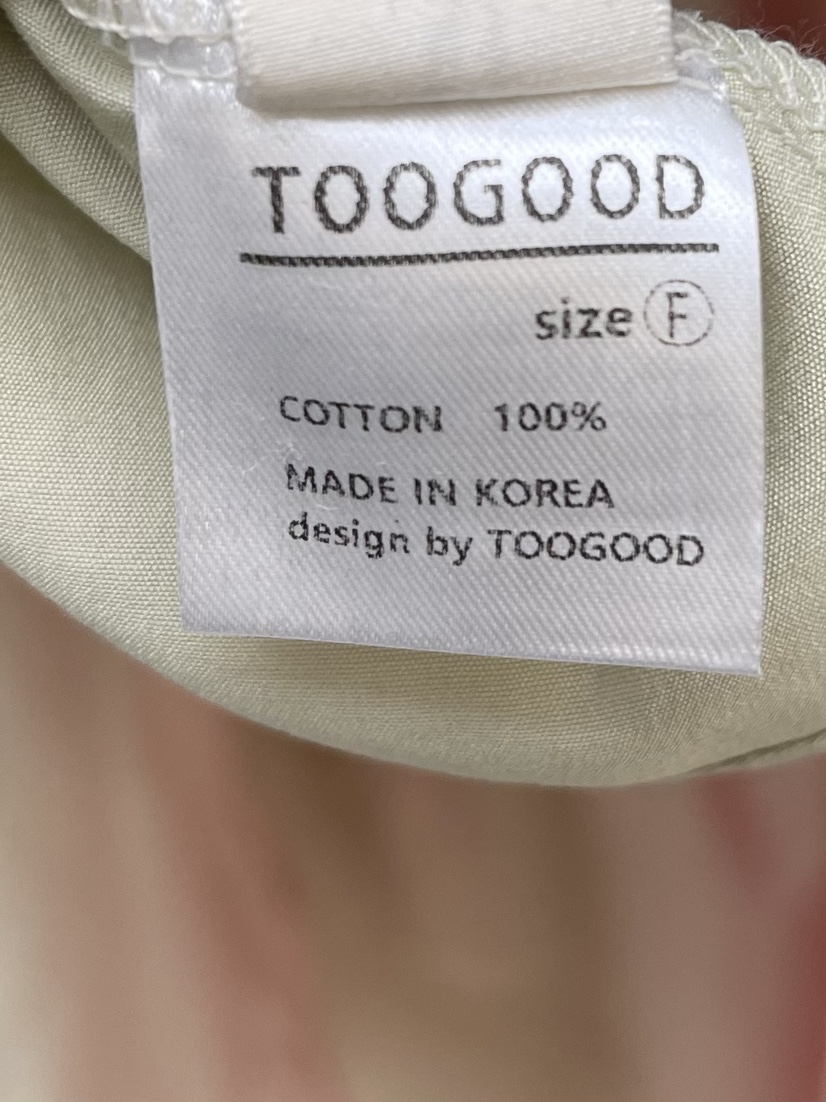 TOOGOOD
size F
COTTON 100%
MADE IN KOREA
design by TOOGOOD